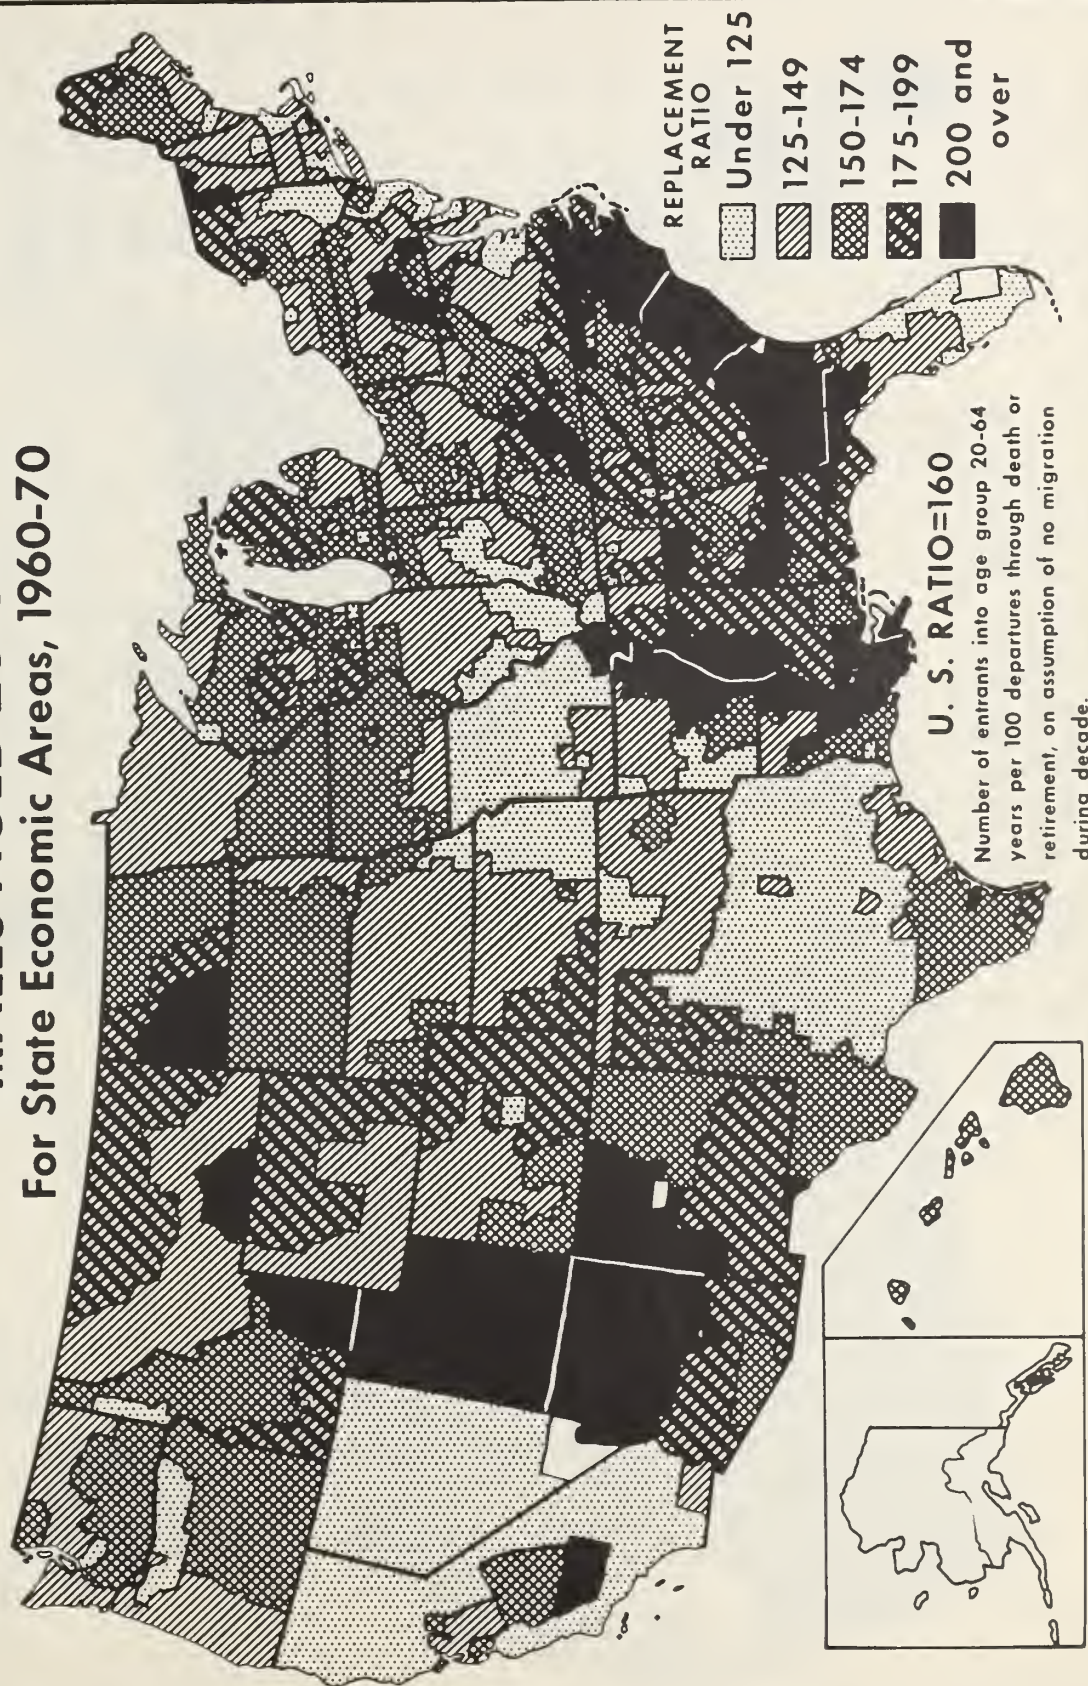 For State Economic Areas, 1960-70
REPLACEMENT
RATIO
Under 125
125-149
150-174
175-199
200 and
over
U. S. RATIO=160
Number of entrants into age group 20-64
years per 100 departures through death or
retirement, on assumption of no migration
during decade.